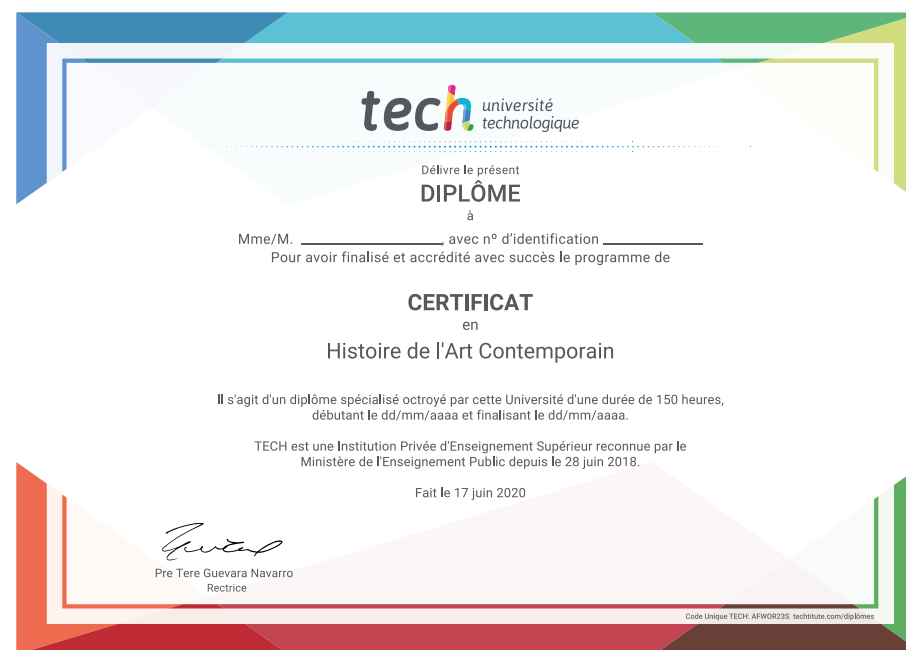 tech université
technologique
Délivre le présent
DIPLÔME
à
Mme/M. ____________________, avec nº d'identification ______________
Pour avoir finalisé et accrédité avec succès le programme de
CERTIFICAT
en
Histoire de l'Art Contemporain
Il s'agit d'un diplôme spécialisé octroyé par cette Université d'une durée de 150 heures,
débutant le dd/mm/aaaa et finalisant le dd/mm/aaaa.
TECH est une Institution Privée d'Enseignement Supérieur reconnue par le
Ministère de l'Enseignement Public depuis le 28 juin 2018.
Fait le 17 juin 2020
Pre Tere Guevara Navarro
Rectrice
Code Unique TECH: AFWOR23S techtitute.com/diplômes